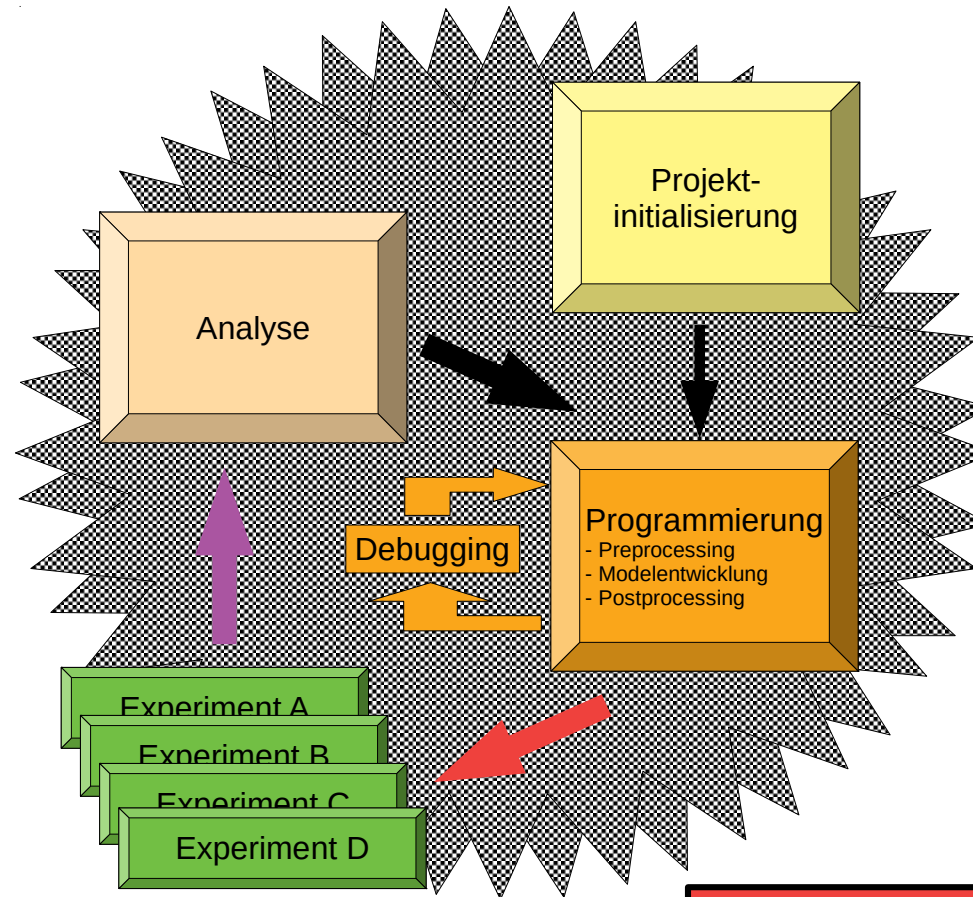 Projekt-
initialisierung
Analyse
Programmierung
- Preprocessing
- Modelentwicklung
- Postprocessing
Debugging
Experiment A
Experiment B
Experiment C
Experiment D